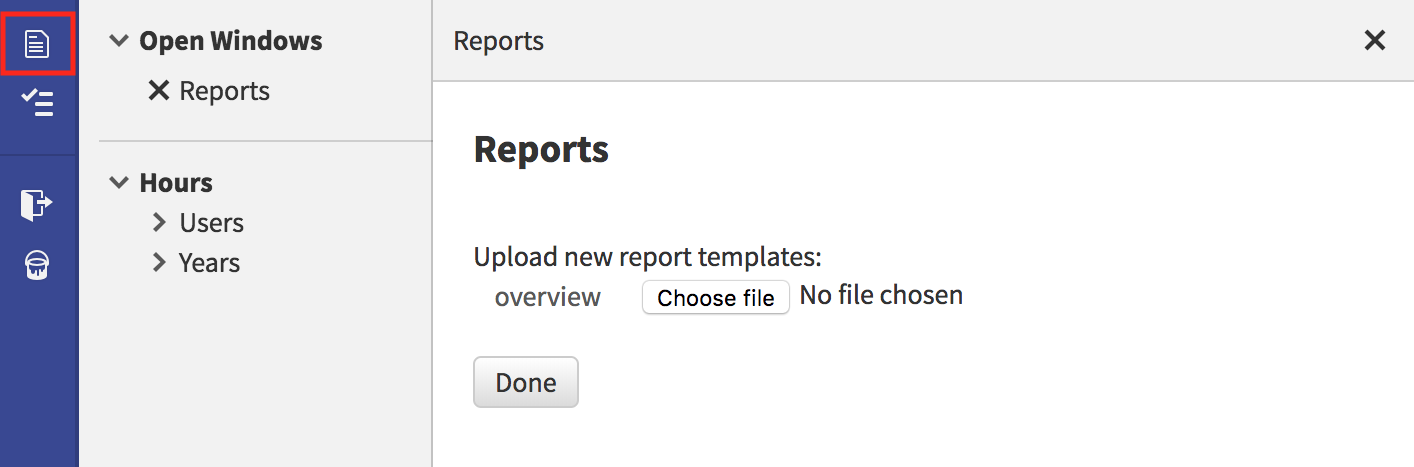 Open Windows
Reports
Hours
Users
Years
Reports
Reports
Upload new report templates:
overview Choose file No file chosen
Done